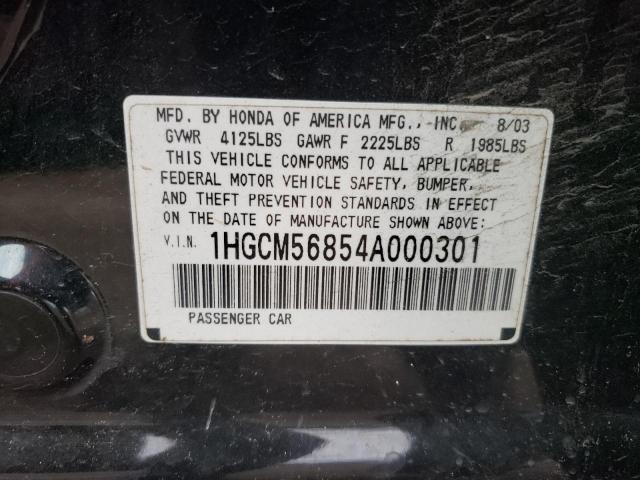 MFD. BY HONDA OF AMERICA MFG., INC. 8/03
GVWR 4125LBS GAWR F 2225LBS R 1985LBS
THIS VEHICLE CONFORMS TO ALL APPLICABLE
FEDERAL MOTOR VEHICLE SAFETY, BUMPER,
AND THEFT PREVENTION STANDARDS IN EFFECT
ON THE DATE OF MANUFACTURE SHOWN ABOVE:
V.I.N. 1HGCM56854A000301
PASSENGER CAR